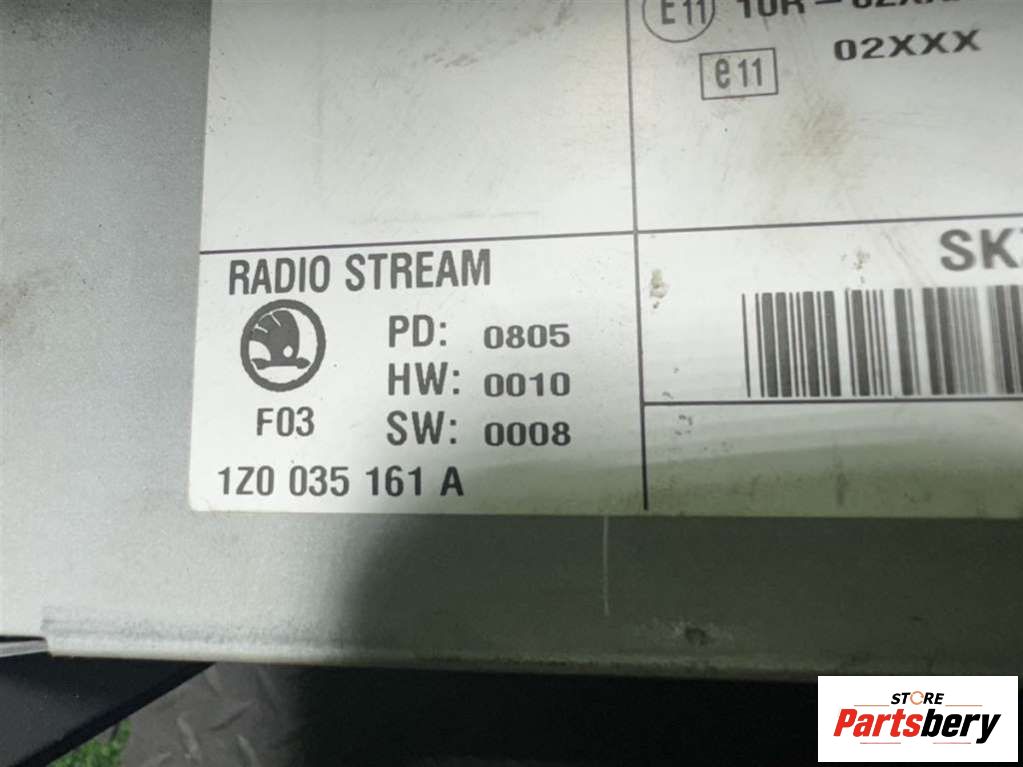 E11
e11
02XXX
RADIO STREAM
PD: 0805
HW: 0010
F03
SW: 0008
1Z0 035 161 A
STORE
Partsbery